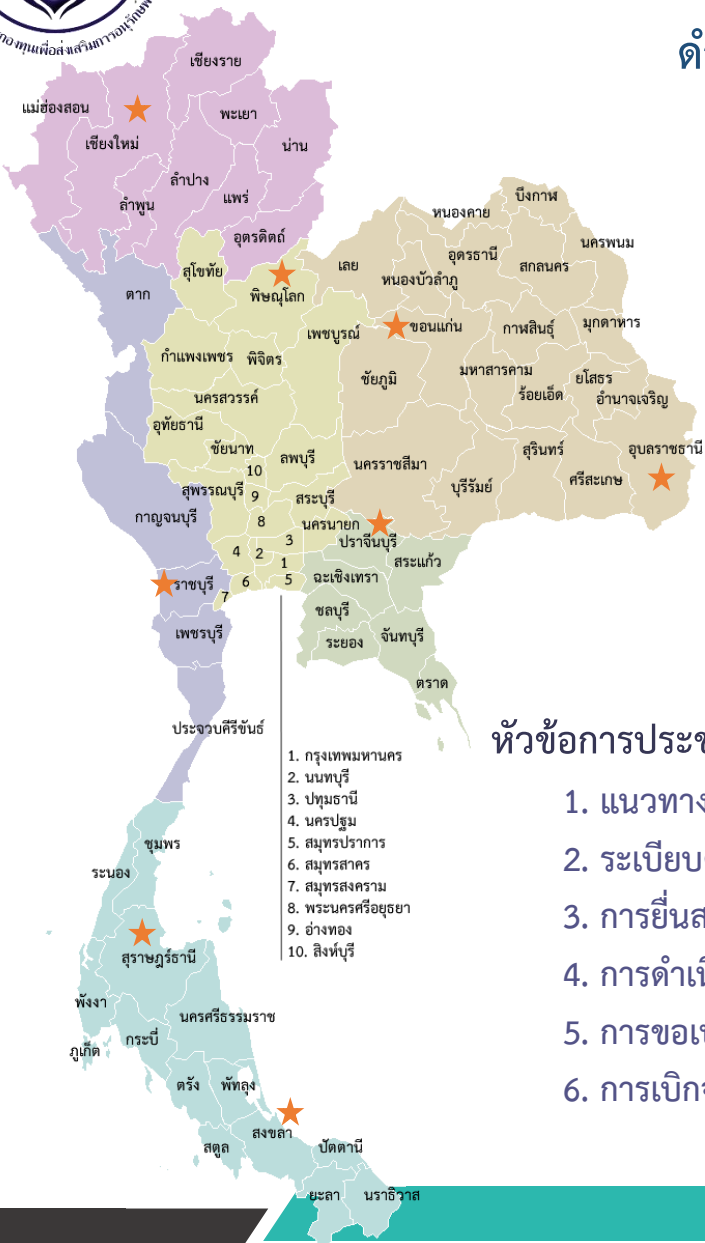 กองทุนเพื่อส่งเสริมการอนุรักษ์
ดำ
เชียงราย
แม่ฮ่องสอน
พะเยา
เชียงใหม่
น่าน
ลำปาง
แพร่
ลำพูน
อุตรดิตถ์
บึงกาฬ
หนองคาย
นครพนม
อุดรธานี
เลย
สกลนคร
สุโขทัย
หนองบัวลำภู
ตาก
พิษณุโลก
เพชบูรณ์
ขอนแก่น
กาฬสินธุ์
มุกดาหาร
กำแพงเพชร
พิจิตร
ชัยภูมิ
มหาสารคาม
ยโสธร
ร้อยเอ็ด
อำนาจเจริญ
นครสวรรค์
อุทัยธานี
ชัยนาท
ลพบุรี
นครราชสีมา
สุรินทร์
อุบลราชธานี
10
สุพรรณบุรี
9
สระบุรี
บุรีรัมย์
ศรีสะเกษ
กาญจนบุรี
8
นครนายก
3
ปราจีนบุรี
4
2
1
สระแก้ว
ราชบุรี
6
5
ฉะเชิงเทรา
7
ชลบุรี
เพชรบุรี
ระยอง
จันทบุรี
ตราด
ประจวบคีรีขันธ์
หัวข้อการประช
1. กรุงเทพมหานคร
2. นนทบุรี
3. ปทุมธานี
4. นครปฐม
5. สมุทรปราการ
6. สมุทรสาคร
7. สมุทรสงคราม
8. พระนครศรีอยุธยา
9. อ่างทอง
10. สิงห์บุรี
1. แนวทาง
2. ระเบียบ
3. การยื่นส
4. การดำเนิ
5. การขอเบ
6. การเบิกจ
ชุมพร
ระนอง
สุราษฎร์ธานี
พังงา
นครศรีธรรมราช
กระบี่
ภูเก็ต
ตรัง
พัทลุง
สงขลา
สตูล
ปัตตานี
ยะลา
นราธิวาส